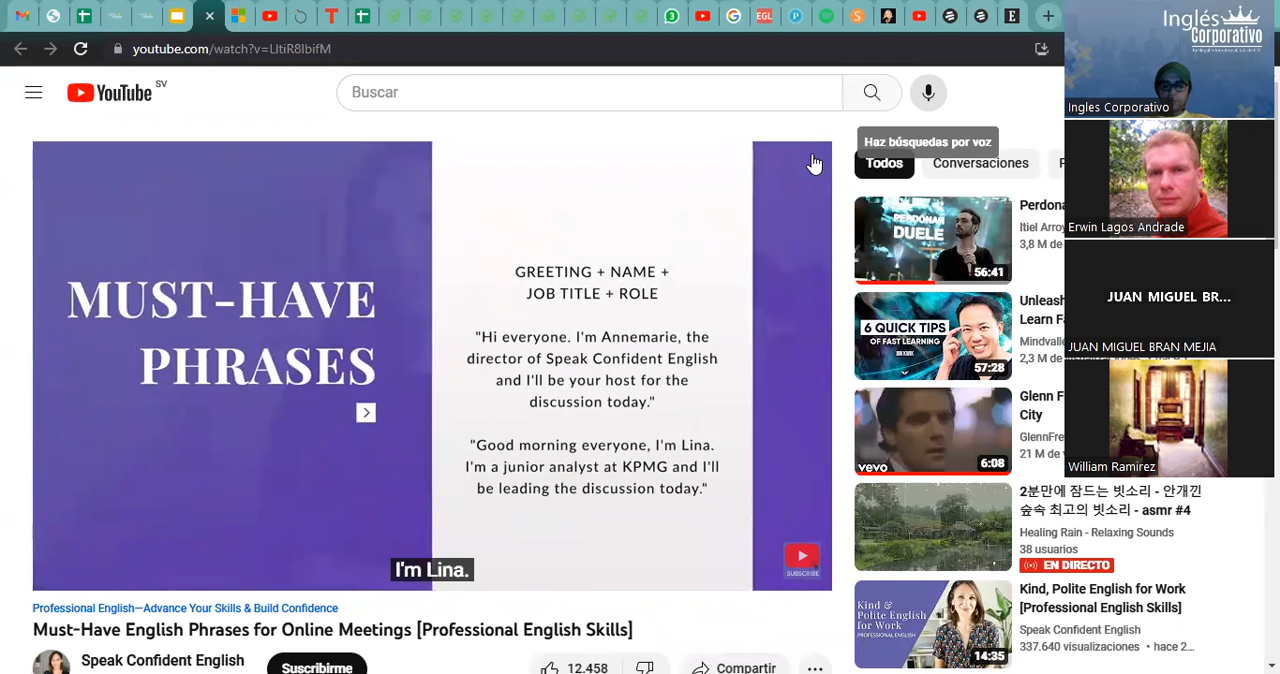 youtube.com/watch?v=LltiR8lbifM
YouTube SV
Buscar
Haz búsquedas por voz
Todos
Conversaciones
MUST-HAVE
PHRASES
GREETING + NAME +
JOB TITLE + ROLE
"Hi everyone. I'm Annemarie, the
director of Speak Confident English
and I'll be your host for the
discussion today."
"Good morning everyone, I'm Lina.
I'm a junior analyst at KPMG and I'll
be leading the discussion today."
I'm Lina.
SUBSCRIBE
Professional English—Advance Your Skills & Build Confidence
Must-Have English Phrases for Online Meetings [Professional English Skills]
Speak Confident English
Suscribirme
12.458
Compartir
PERDONAR
DUELE
56:41
Perdona
Itiel Arroy
3,8 M de
6 QUICK TIPS
OF FAST LEARNING
JIM KWIK
57:28
Unleash
Learn Fa
Mindvalle
2,3 M de
vevo
6:08
Glenn F
City
GlennFre
21 M de
2분만에 잠드는 빗소리 - 안개낀
숲속 최고의 빗소리 - asmr #4
Healing Rain - Relaxing Sounds
38 usuarios
EN DIRECTO
Kind &
Polite English
for Work
PROFESSIONAL ENGLISH
14:35
Kind, Polite English for Work
[Professional English Skills]
Speak Confident English
337.640 visualizaciones • hace 2...
Inglés
Corporativo
Ingles Corporativo
Erwin Lagos Andrade
JUAN MIGUEL BR...
JUAN MIGUEL BRAN MEJIA
William Ramirez